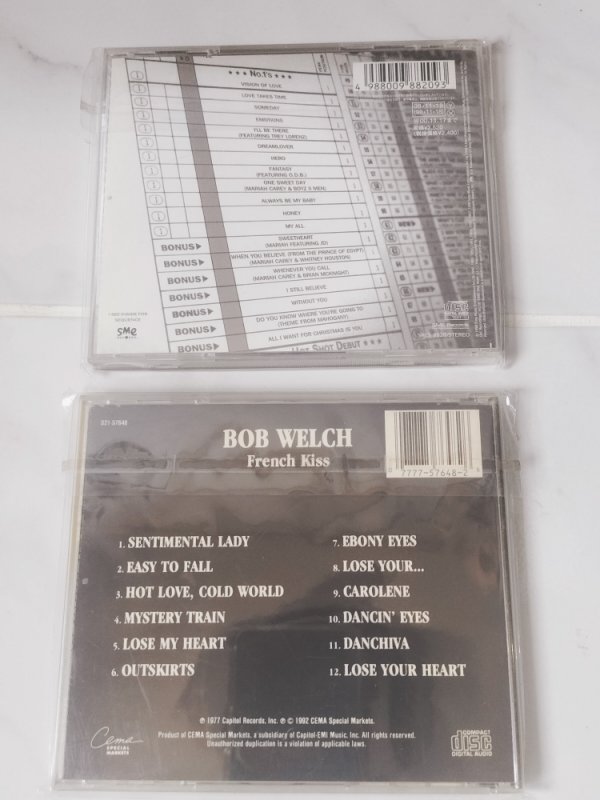 ★★★ No.1's ★★★
VISION OF LOVE
LOVE TAKES TIME
SOMEDAY
EMOTIONS
I'LL BE THERE
(FEATURING TREY LORENZ)
DREAMLOVER
HERO
FANTASY
(FEATURING O.D.B.)
ONE SWEET DAY
(MARIAH CAREY & BOYZ II MEN)
ALWAYS BE MY BABY
HONEY
MY ALL
BONUS▶ SWEETHEART
(MARIAH FEATURING JD)
BONUS▶ WHEN YOU BELIEVE (FROM THE PRINCE OF EGYPT)
(MARIAH CAREY & WHITNEY HOUSTON)
BONUS▶ WHENEVER YOU CALL
(MARIAH CAREY & BRIAN MCKNIGHT)
BONUS▶ I STILL BELIEVE
BONUS▶ WITHOUT YOU
BONUS▶ DO YOU KNOW WHERE YOU'RE GOING TO
(THEME FROM MAHOGANY)
BONUS▶ ALL I WANT FOR CHRISTMAS IS YOU
HOT SHOT DEBUT ★★★
4 988009 882093
sme
RECORDS
COMPACT
disc
DIGITAL AUDIO
S21-57648
BOB WELCH
French Kiss
0 7777-57648-2 8
1. SENTIMENTAL LADY
2. EASY TO FALL
3. HOT LOVE, COLD WORLD
4. MYSTERY TRAIN
5. LOSE MY HEART
6. OUTSKIRTS
7. EBONY EYES
8. LOSE YOUR...
9. CAROLENE
10. DANCIN' EYES
11. DANCHIVA
12. LOSE YOUR HEART
℗ 1977 Capitol Records, Inc. ℗ © 1992 CEMA Special Markets.
Product of CEMA Special Markets, a subsidiary of Capitol-EMI Music, Inc. All rights reserved.
Unauthorized duplication is a violation of applicable laws.
Cema
SPECIAL
MARKETS
COMPACT
disc
DIGITAL AUDIO